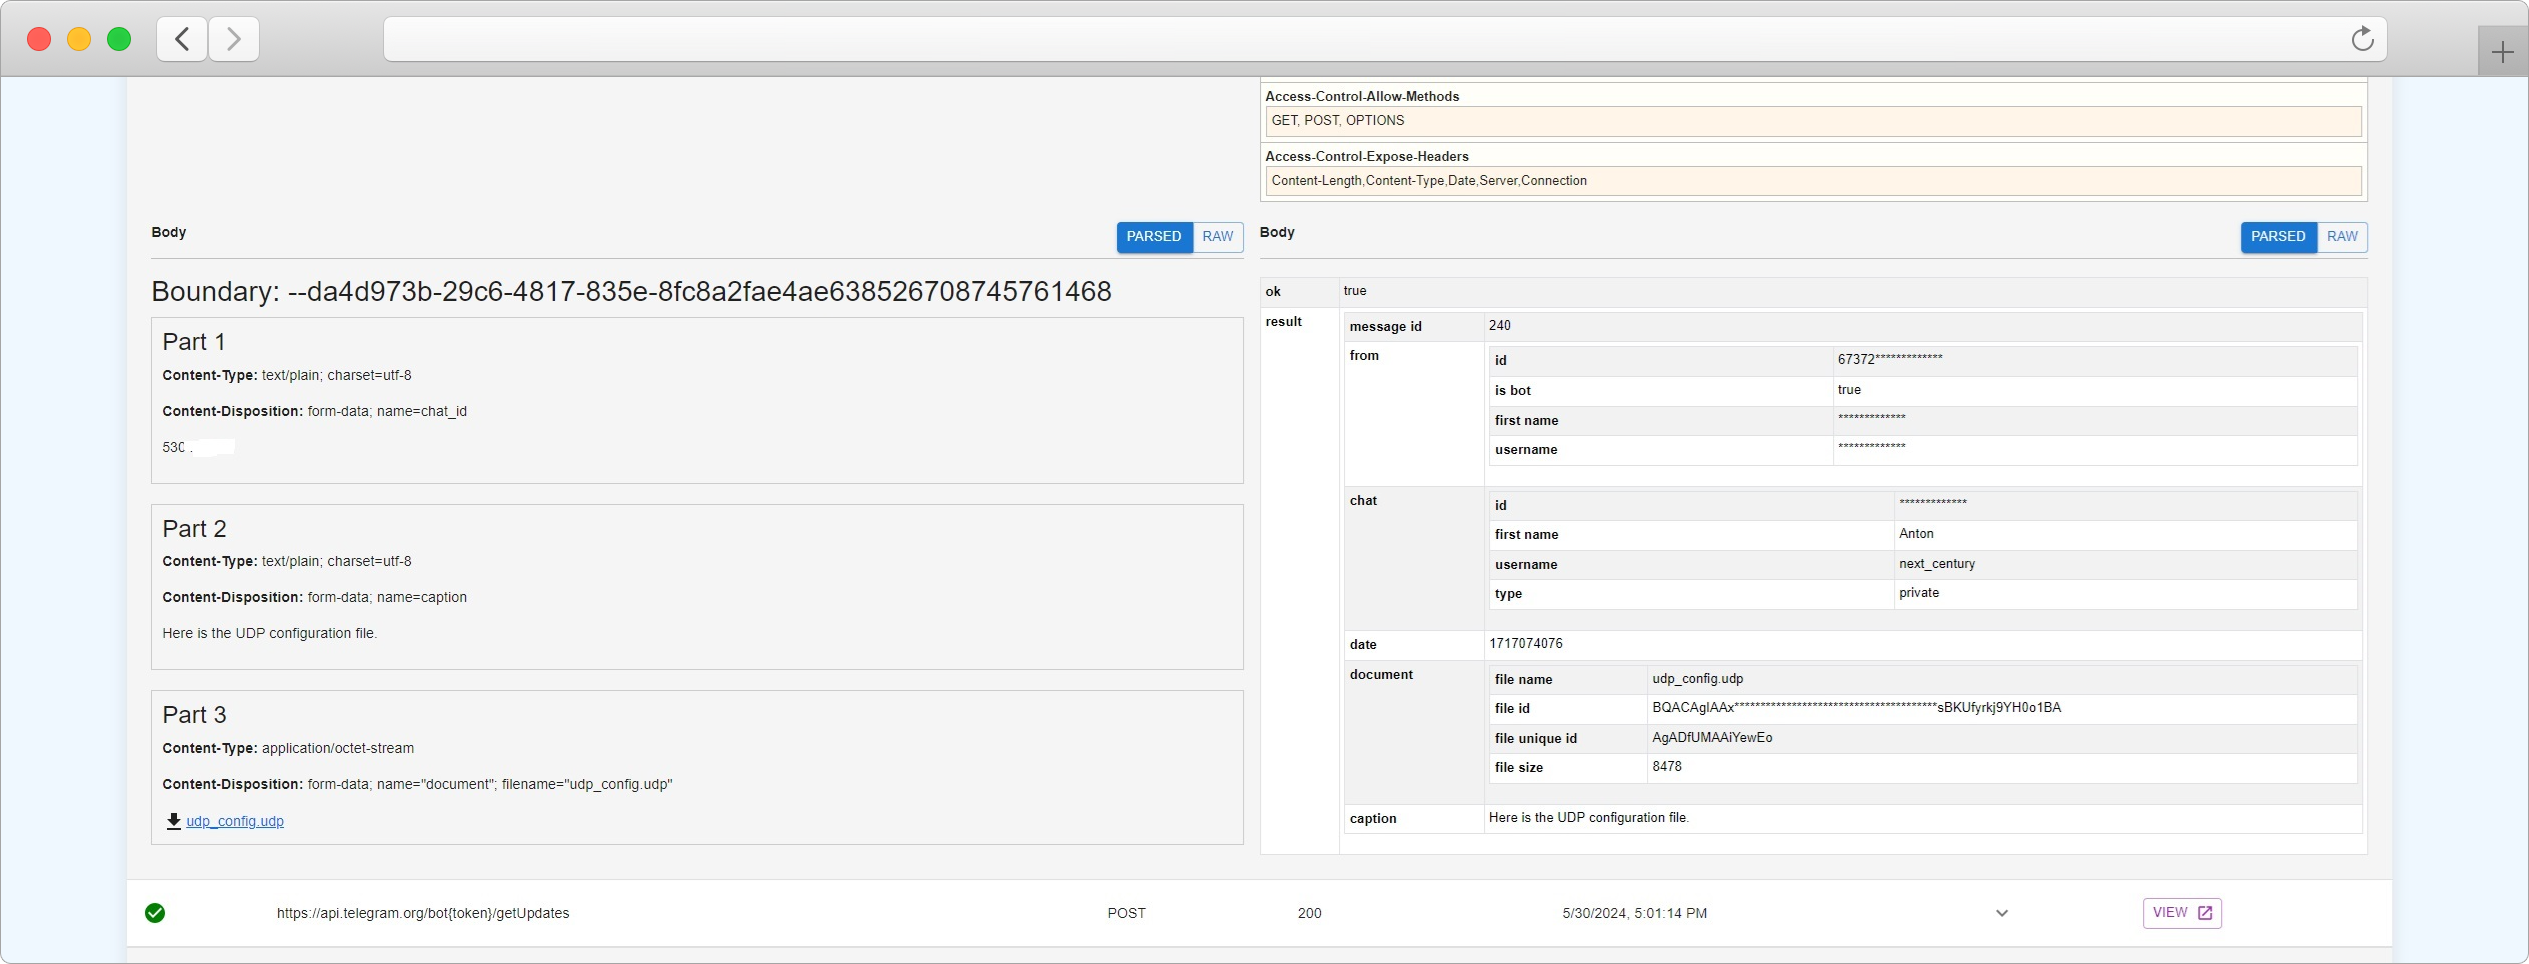 Access-Control-Allow-Methods
GET, POST, OPTIONS
Access-Control-Expose-Headers
Content-Length,Content-Type,Date,Server,Connection
Body
PARSED RAW
Boundary: --da4d973b-29c6-4817-835e-8fc8a2fae4ae638526708745761468
Part 1
Content-Type: text/plain; charset=utf-8
Content-Disposition: form-data; name=chat_id
530
Part 2
Content-Type: text/plain; charset=utf-8
Content-Disposition: form-data; name=caption
Here is the UDP configuration file.
Part 3
Content-Type: application/octet-stream
Content-Disposition: form-data; name="document"; filename="udp_config.udp"
udp_config.udp
Body
PARSED RAW
ok true
result
message id 240
from
id 67372*************
is bot true
first name *************
username *************
chat
id *************
first name Anton
username next_century
type private
date 1717074076
document
file name udp_config.udp
file id BQACAgIAAx***************************************sBKUfyrkj9YH0o1BA
file unique id AgADfUMAAiYewEo
file size 8478
caption Here is the UDP configuration file.
https://api.telegram.org/bot{token}/getUpdates POST 200 5/30/2024, 5:01:14 PM VIEW